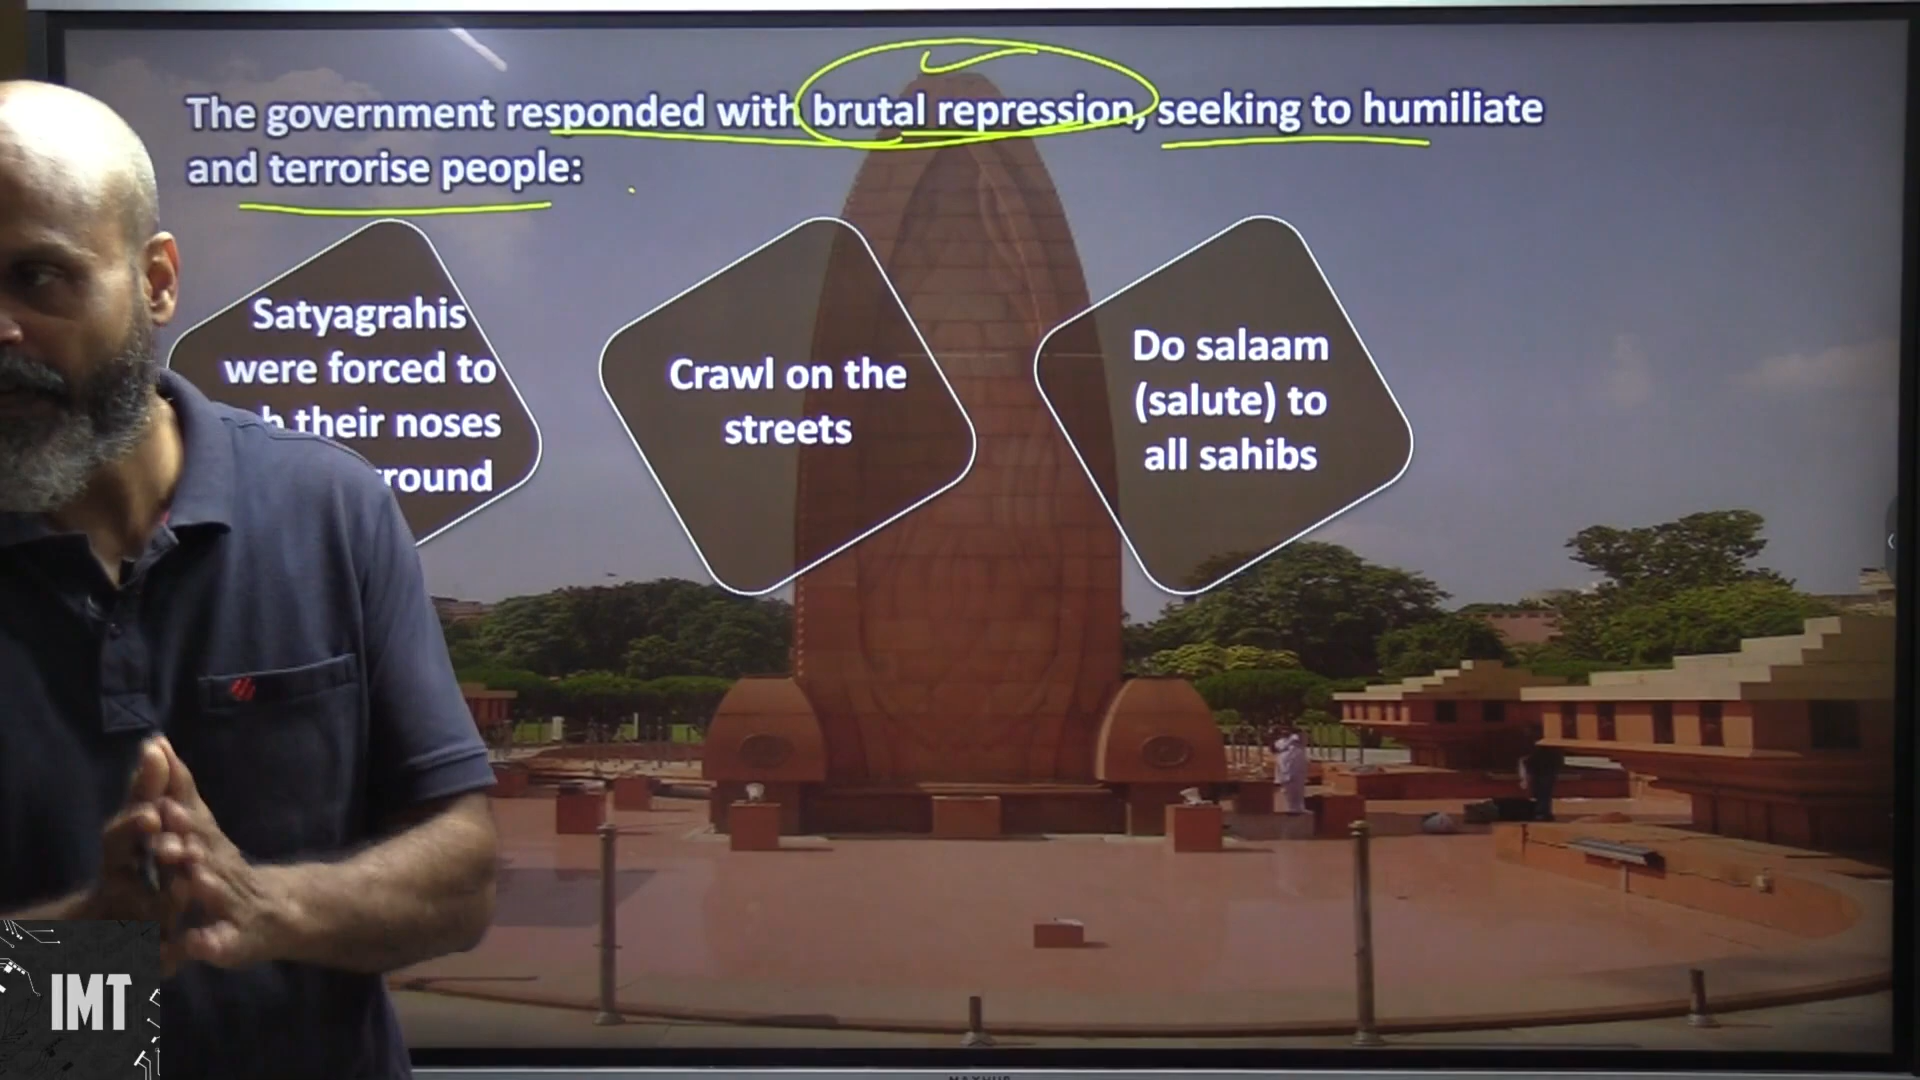 The government responded with brutal repression, seeking to humiliate
and terrorise people:
Satyagrahis
were forced to
their noses
Crawl on the
streets
Do salaam
(salute) to
all sahibs
IMT